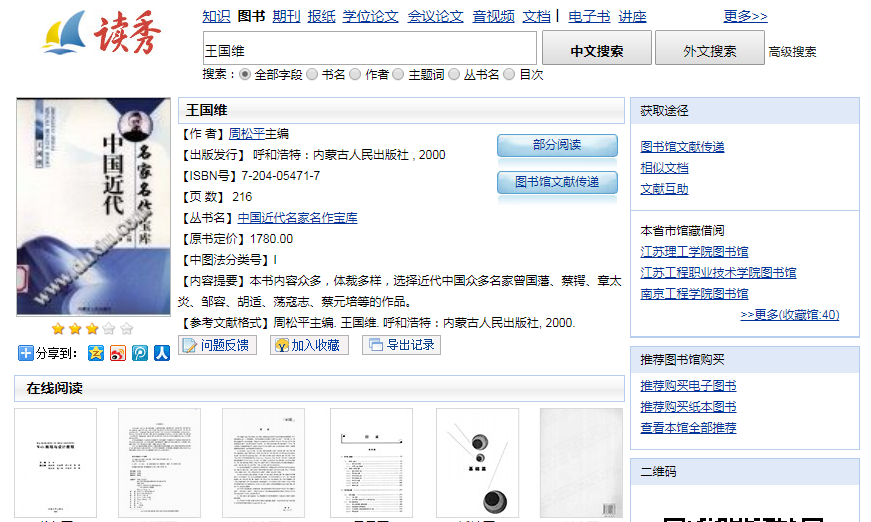 读秀
知识 图书 期刊 报纸 学位论文 会议论文 音视频 文档 | 电子书 讲座 更多>>
王国维 中文搜索 外文搜索 高级搜索
搜索： 全部字段 书名 作者 主题词 丛书名 目次
名家名作宝库
中国近代
王国维
【作 者】周松平主编
【出版发行】 呼和浩特：内蒙古人民出版社 , 2000
【ISBN号】7-204-05471-7
【页 数】 216
【丛书名】中国近代名家名作宝库
【原书定价】1780.00
【中图法分类号】I
【内容提要】本书内容众多，体裁多样，选择近代中国众多名家曾国藩、蔡锷、章太
炎、邹容、胡适、荡寇志、蔡元培等的作品。
【参考文献格式】周松平主编. 王国维. 呼和浩特：内蒙古人民出版社, 2000.
部分阅读
图书馆文献传递
问题反馈 加入收藏 导出记录
分享到：
在线阅读
基础篇
获取途径
图书馆文献传递
相似文档
文献互助
本省市馆藏借阅
江苏理工学院图书馆
江苏工程职业技术学院图书馆
南京工程学院图书馆
>>更多(收藏馆:40)
推荐图书馆购买
推荐购买电子图书
推荐购买纸本图书
查看本馆全部推荐
二维码